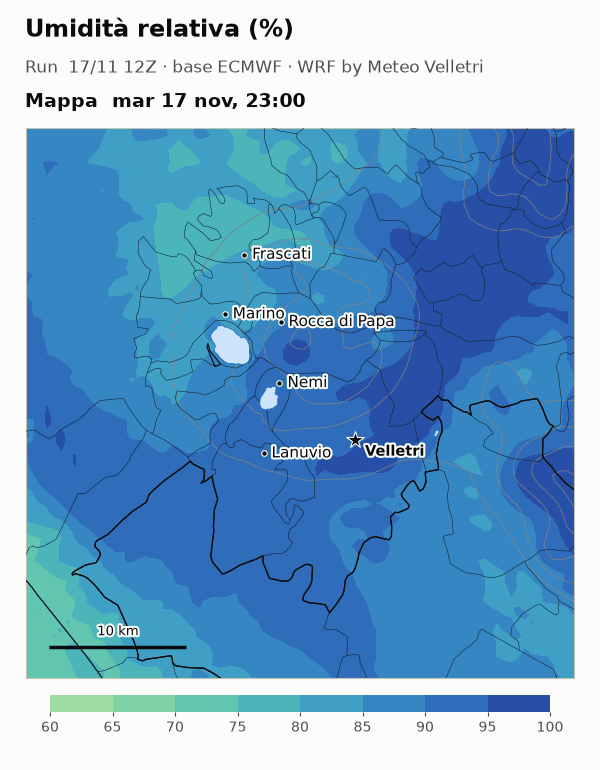 Umidità relativa (%)
Run  17/11 12Z · base ECMWF · WRF by Meteo Velletri
Mappa  mar 17 nov, 23:00
Frascati
Marino
Rocca di Papa
Nemi
Velletri
Lanuvio
10 km
60 65 70 75 80 85 90 95 100